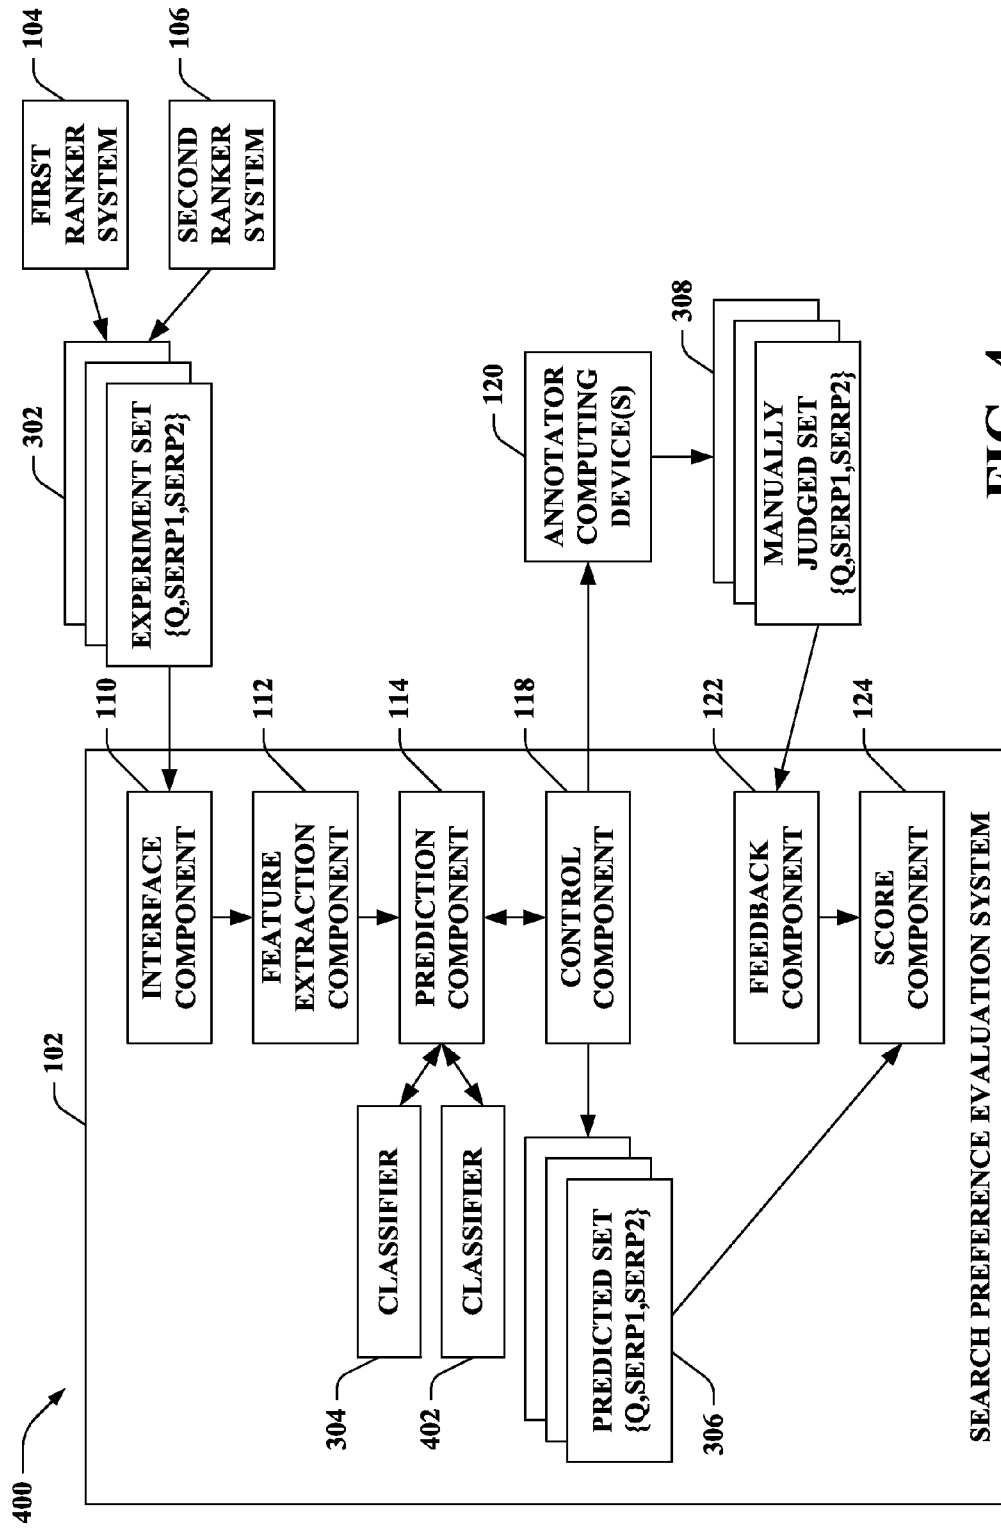 400
102
302
104
FIRST
RANKER
SYSTEM
106
SECOND
RANKER
SYSTEM
EXPERIMENT SET
{Q,SERP1,SERP2}
110
INTERFACE
COMPONENT
112
FEATURE
EXTRACTION
COMPONENT
304
CLASSIFIER
402
CLASSIFIER
114
PREDICTION
COMPONENT
118
CONTROL
COMPONENT
120
ANNOTATOR
COMPUTING
DEVICE(S)
PREDICTED SET
{Q,SERP1,SERP2}
306
308
MANUALLY
JUDGED SET
{Q,SERP1,SERP2}
122
FEEDBACK
COMPONENT
124
SCORE
COMPONENT
SEARCH PREFERENCE EVALUATION SYSTEM
FIG. 4